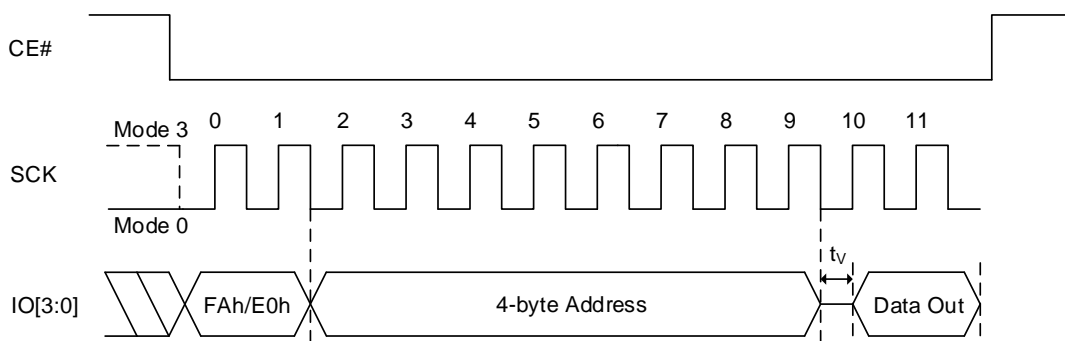 CE#
Mode 3 0 1 2 3 4 5 6 7 8 9 10 11
SCK
Mode 0
tV
IO[3:0] FAh/E0h 4-byte Address Data Out